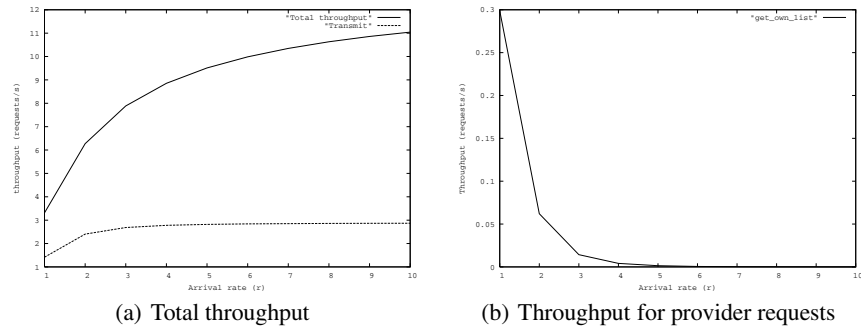 12
11
10
9
8
7
6
5
4
3
2
1
throughput (requests/s)
"Total throughput"
"Transmit"
1 2 3 4 5 6 7 8 9 10
Arrival rate (r)
(a) Total throughput
0.3
0.25
0.2
0.15
0.1
0.05
0
Throughput (requests/s)
"get_own_list"
1 2 3 4 5 6 7 8 9 10
Arrival rate (r)
(b) Throughput for provider requests